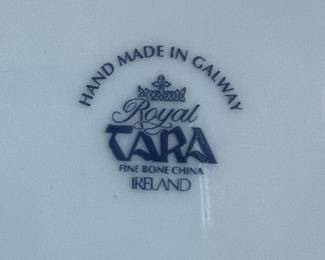 HAND MADE IN GALWAY
Royal
TARA
FINE BONE CHINA
IRELAND